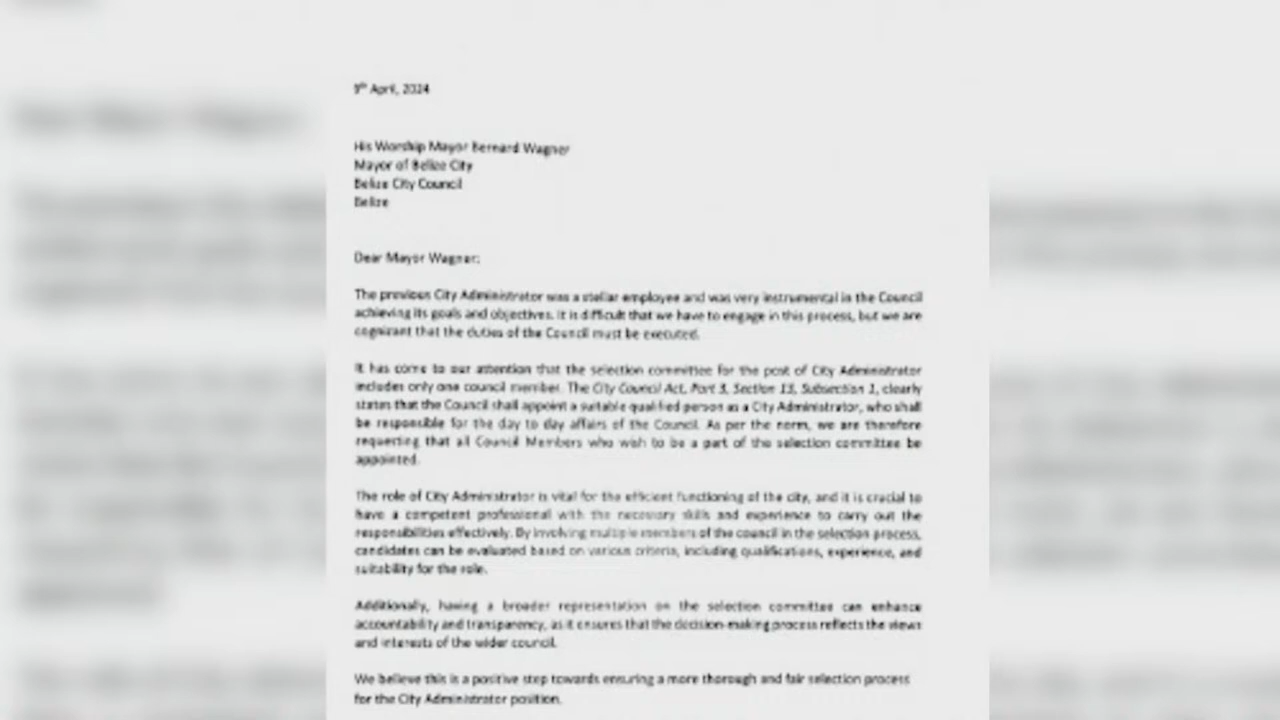 9th April, 2024
His Worship Mayor Bernard Wagner
Mayor of Belize City
Belize City Council
Belize
Dear Mayor Wagner:
The previous City Administrator was a stellar employee and was very instrumental in the Council
achieving its goals and objectives. It is difficult that we have to engage in this process, but we are
cognizant that the duties of the Council must be executed.
It has come to our attention that the selection committee for the post of City Administrator
includes only one council member. The City Council Act, Part 3, Section 13, Subsection 1, clearly
states that the Council shall appoint a suitable qualified person as a City Administrator, who shall
be responsible for the day to day affairs of the Council. As per the norm, we are therefore
requesting that all Council Members who wish to be a part of the selection committee be
appointed.
The role of City Administrator is vital for the efficient functioning of the city, and it is crucial to
have a competent professional with the necessary skills and experience to carry out the
responsibilities effectively. By involving multiple members of the council in the selection process,
candidates can be evaluated based on various criteria, including qualifications, experience, and
suitability for the role.
Additionally, having a broader representation on the selection committee can enhance
accountability and transparency, as it ensures that the decision-making process reflects the views
and interests of the wider council.
We believe this is a positive step towards ensuring a more thorough and fair selection process
for the City Administrator position.